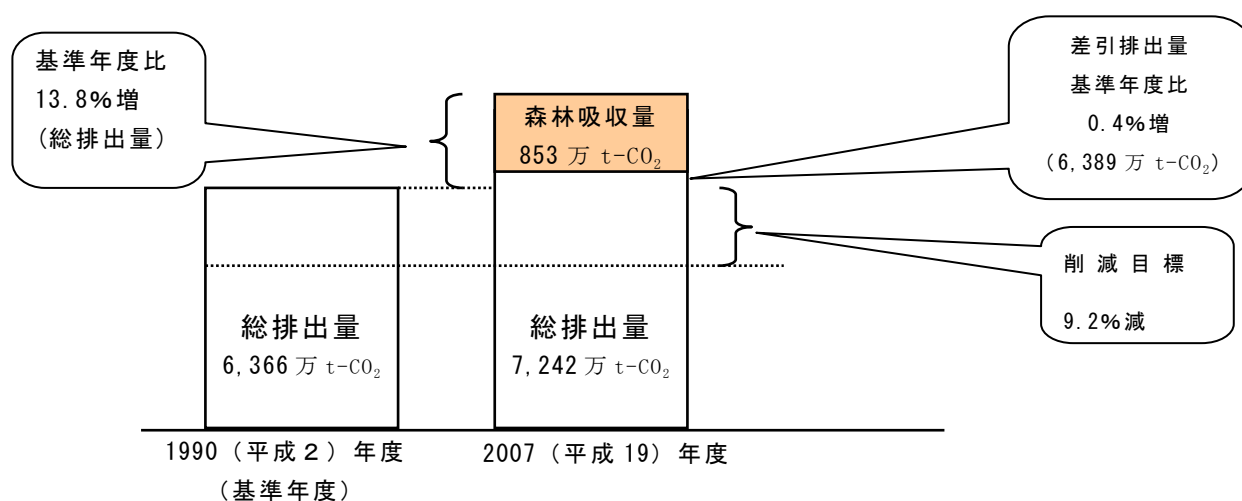 基準年度比
13.8%増
(総排出量)
森林吸収量
853 万 t-CO₂
差引排出量
基準年度比
0.4%増
(6,389 万 t-CO₂)
削減目標
9.2%減
総排出量
6,366 万 t-CO₂
総排出量
7,242 万 t-CO₂
1990(平成2)年度
(基準年度)
2007(平成 19)年度